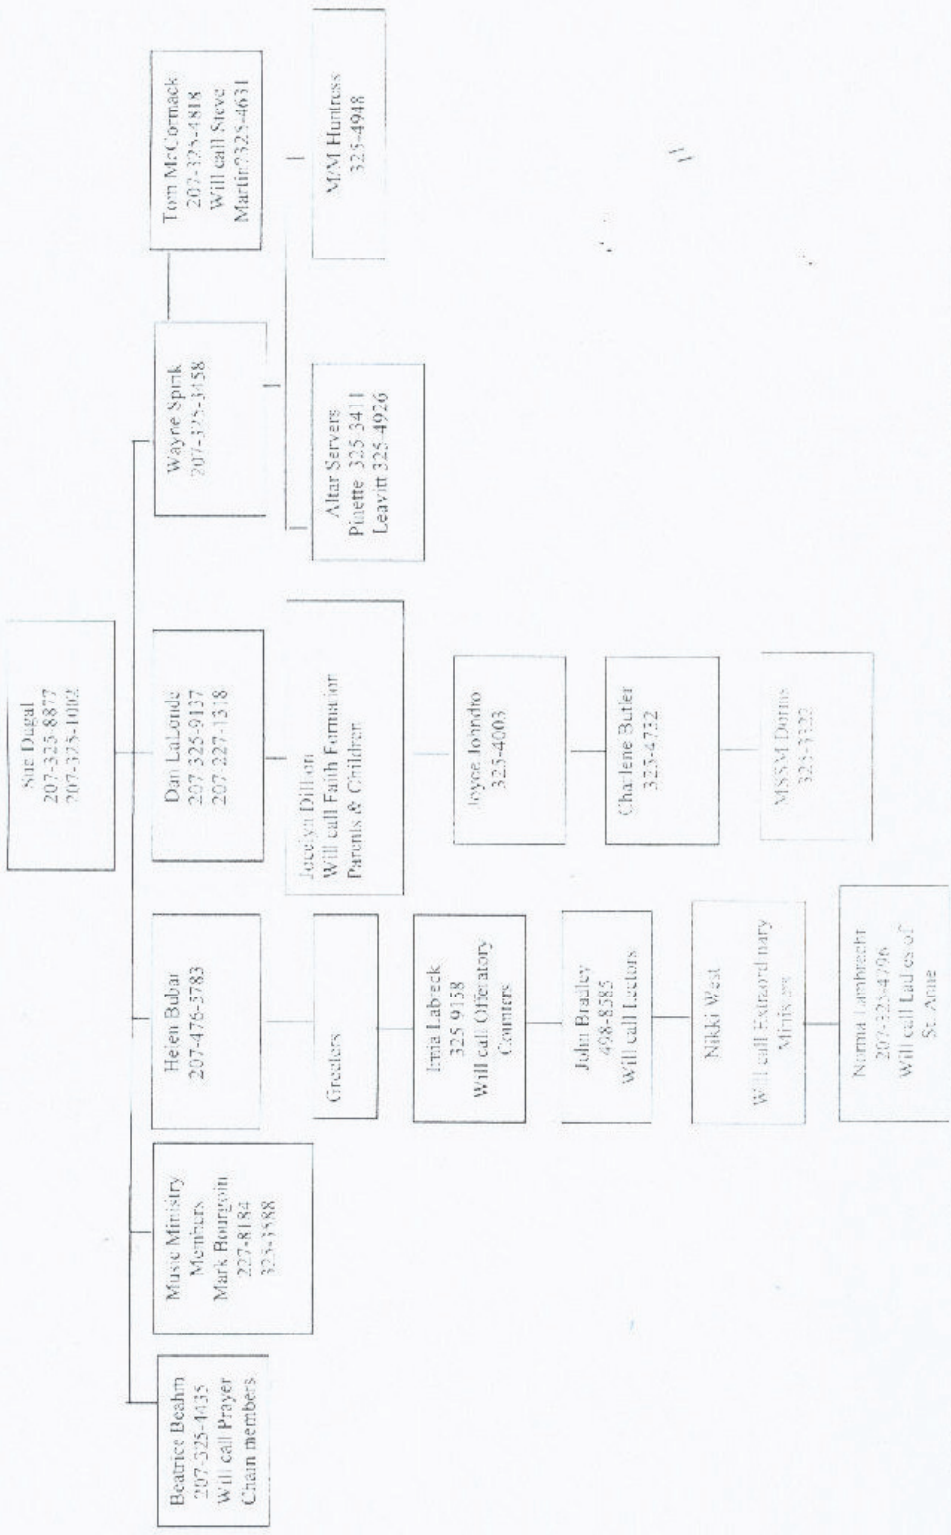 Sue Dugal
207-325-8877
207-325-1002
Beatrice Beahm
207-325-4435
Will call Prayer
Chain members
Music Ministry
Members
Mark Bourgoin
227-8184
325-3588
Helen Bubar
207-476-5783
Dan LaLonde
207 325-9137
207 227-1318
Wayne Spink
207-325-3458
Tom McCormack
207-325-4818
Will call Steve
Martin?325-4631
Greeters
Irma Labreck
325-9158
Will call Offeratory
Counters
John Bradley
498-8585
Will call Lectors
Nikki West
Will call Extraordinary
Ministers
Norma Lambrecht
207-325-4796
Will call Ladies of
St. Anne
Jocelyn Dillon
Will call Faith Formation
Parents & Children
Joyce Johndro
325-4003
Charlene Butler
325-4732
MSSM Dorms
325-3322
Altar Servers
Pinette 325 3411
Leavitt 325-4926
M/M Huntress
325-4948